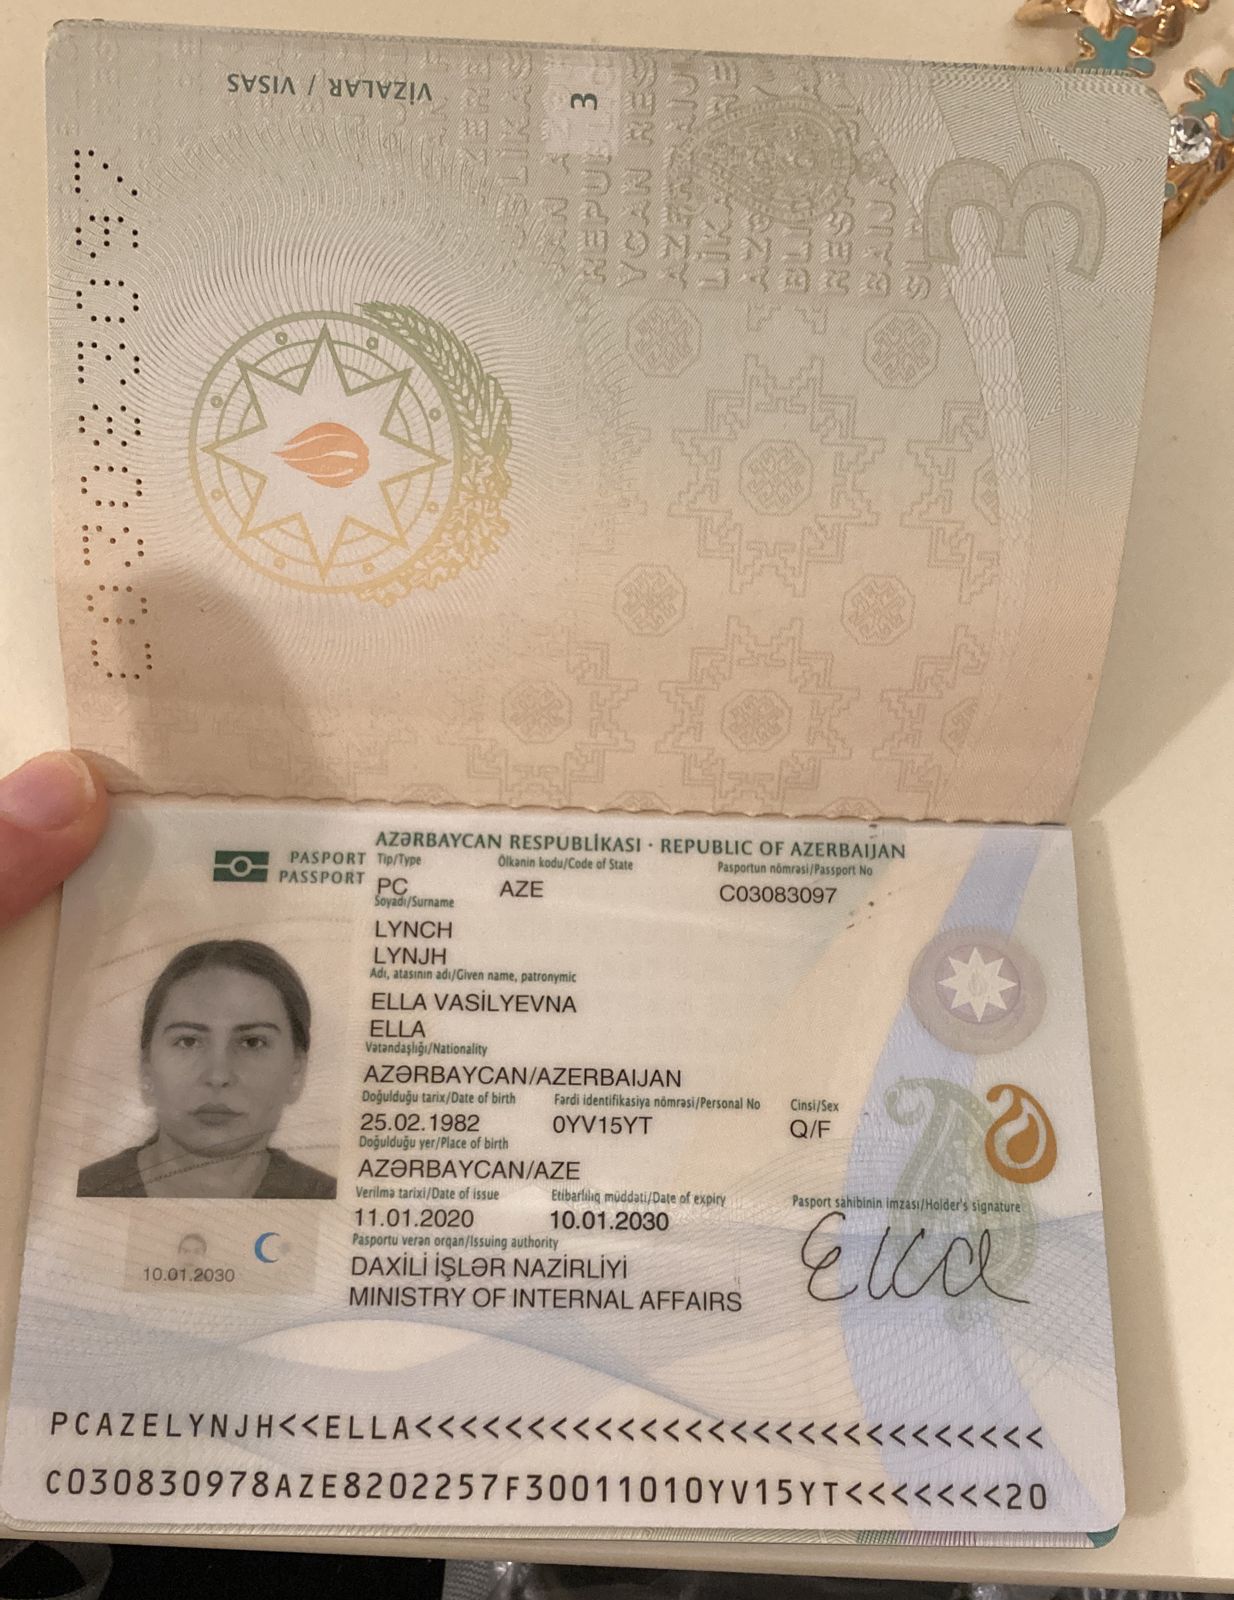 VİZALAR / VISAS
3
C03083097
AZƏRBAYCAN RESPUBLİKASI · REPUBLIC OF AZERBAIJAN
PASPORT
PASSPORT
Tip/Type
Ölkənin kodu/Code of State
Pasportun nömrəsi/Passport No
PC
AZE
C03083097
Soyadı/Surname
LYNCH
LYNJH
Adı, atasının adı/Given name, patronymic
ELLA VASİLYEVNA
ELLA
Vətəndaşlığı/Nationality
AZƏRBAYCAN/AZERBAIJAN
Doğulduğu tarix/Date of birth
Fərdi identifikasiya nömrəsi/Personal No
Cinsi/Sex
25.02.1982
0YV15YT
Q/F
Doğulduğu yer/Place of birth
AZƏRBAYCAN/AZE
Verilmə tarixi/Date of issue
Etibarlılıq müddəti/Date of expiry
Pasport sahibinin imzası/Holder's signature
11.01.2020
10.01.2030
Ella
Pasportu verən orqan/Issuing authority
DAXİLİ İŞLƏR NAZİRLİYİ
MINISTRY OF INTERNAL AFFAIRS
10.01.2030
PCAZELYNJH<<ELLA<<<<<<<<<<<<<<<<<<<<<<<<<<<<
C030830978AZE8202257F30011010YV15YT<<<<<<<20